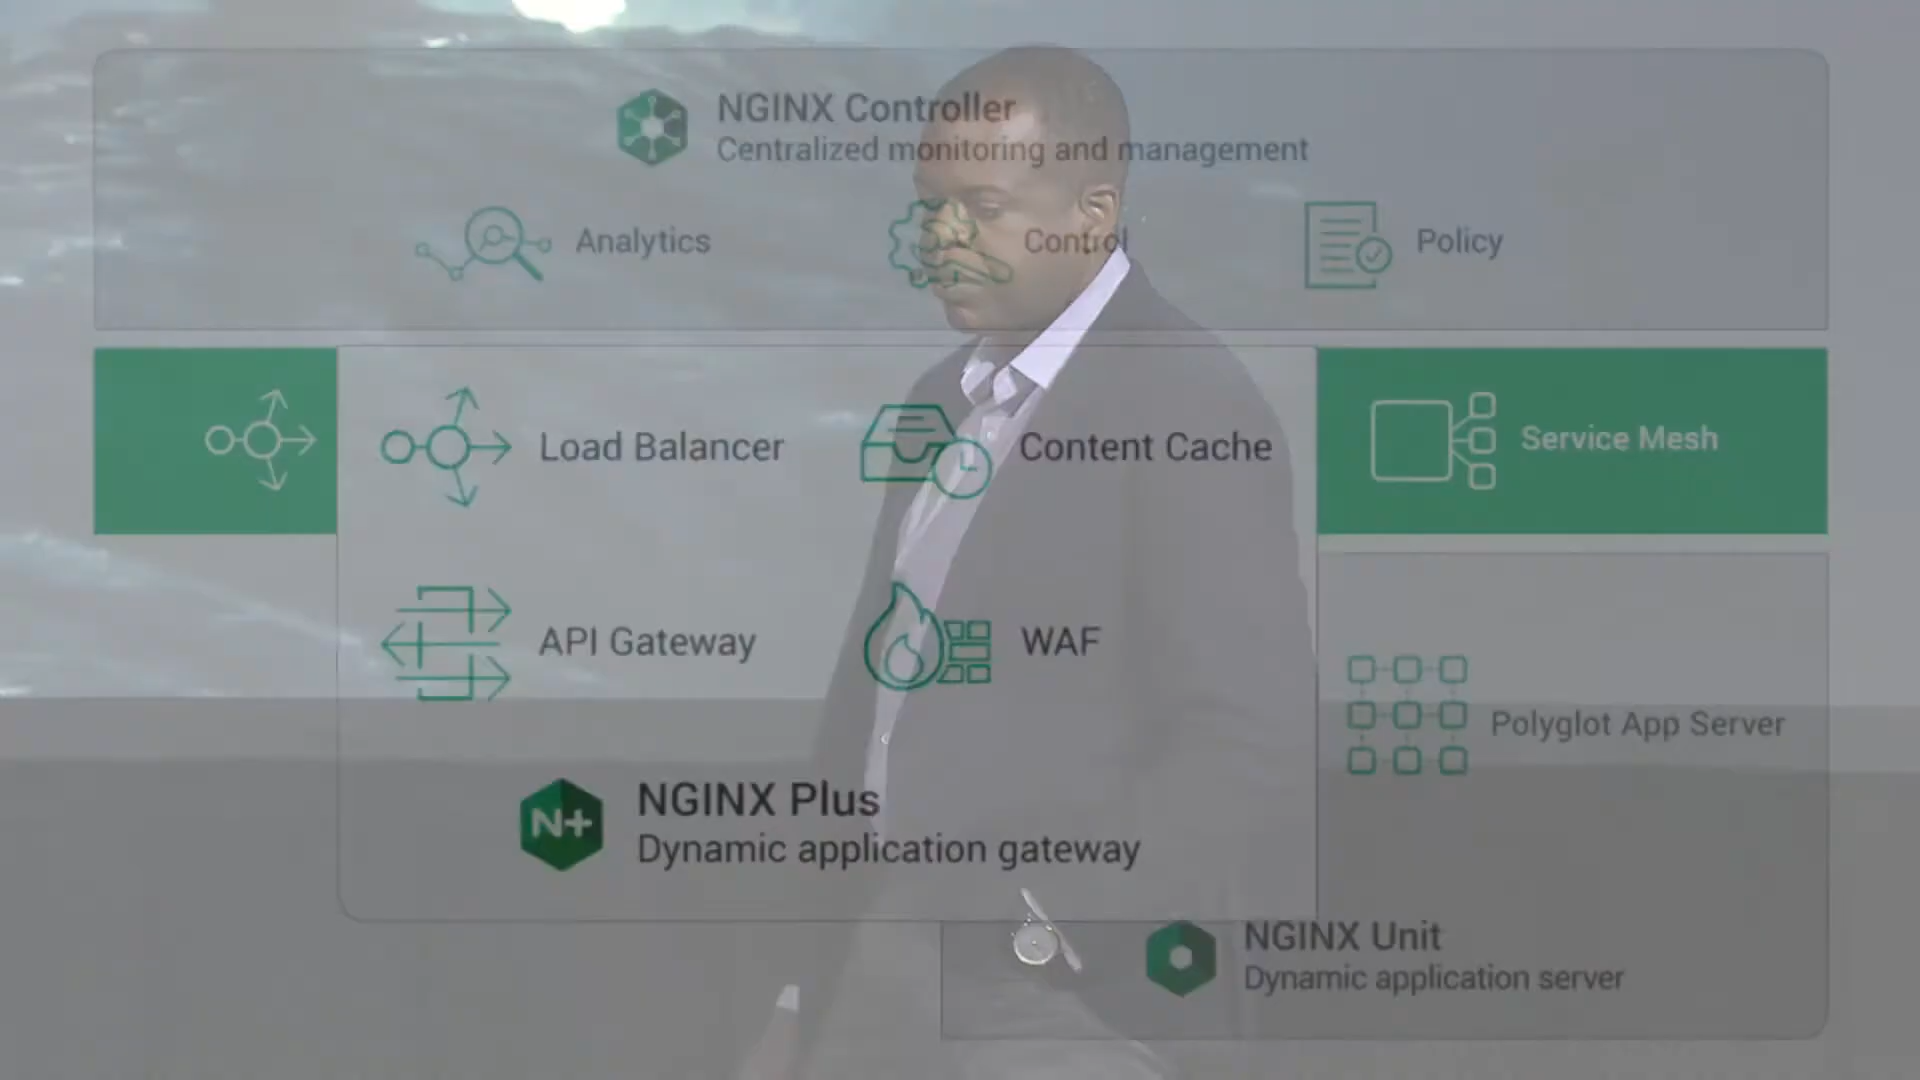 NGINX Controller
Centralized monitoring and management
Analytics
Control
Policy
Load Balancer
Content Cache
Service Mesh
API Gateway
WAF
Polyglot App Server
N+
NGINX Plus
Dynamic application gateway
NGINX Unit
Dynamic application server